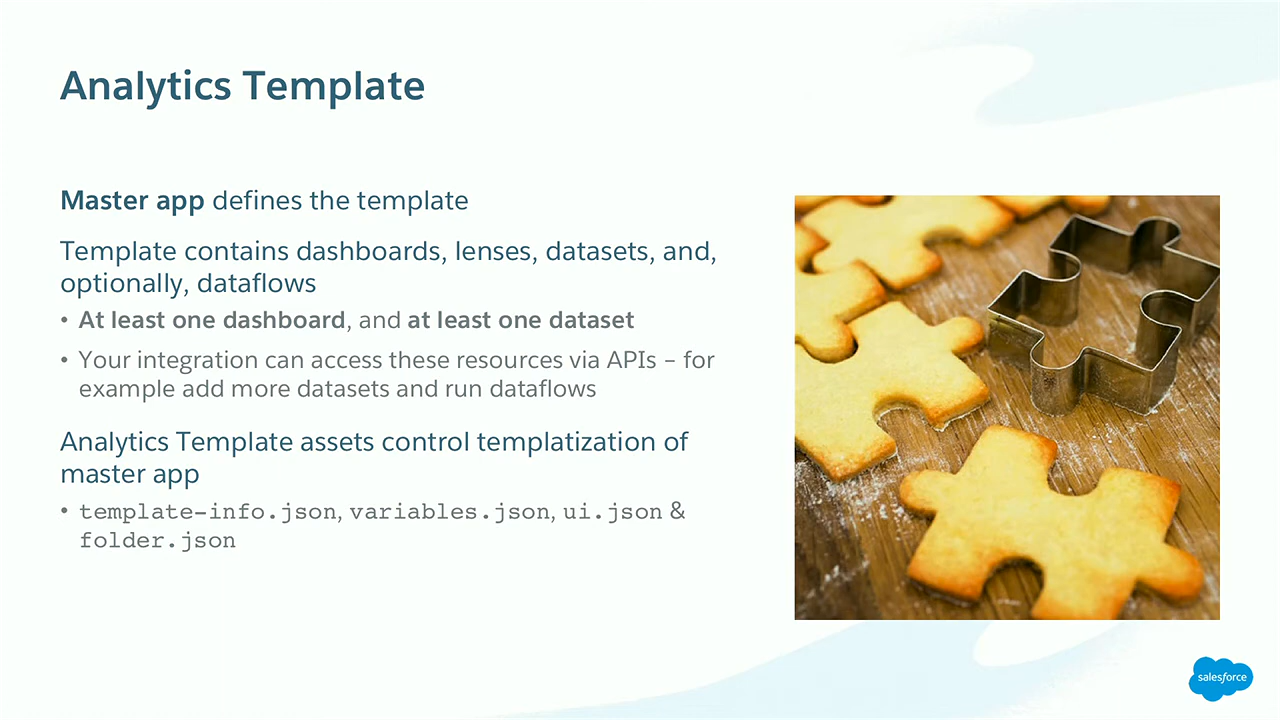 Analytics Template
Master app defines the template
Template contains dashboards, lenses, datasets, and,
optionally, dataflows
• At least one dashboard, and at least one dataset
• Your integration can access these resources via APIs – for
example add more datasets and run dataflows
Analytics Template assets control templatization of
master app
• template-info.json, variables.json, ui.json &
folder.json
salesforce